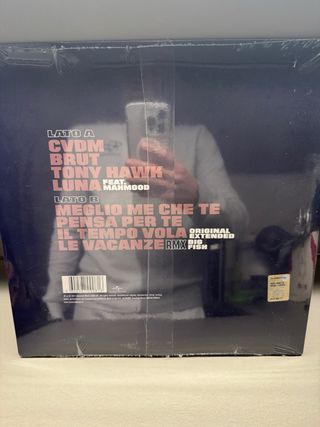 LATO A
CVDM
BRUT
TONY HAWK
LUNA FEAT. MAHMOOD
LATO B
MEGLIO ME CHE TE
PENSA PER TE
IL TEMPO VOLA ORIGINAL EXTENDED
LE VACANZE RMX BIG FISH